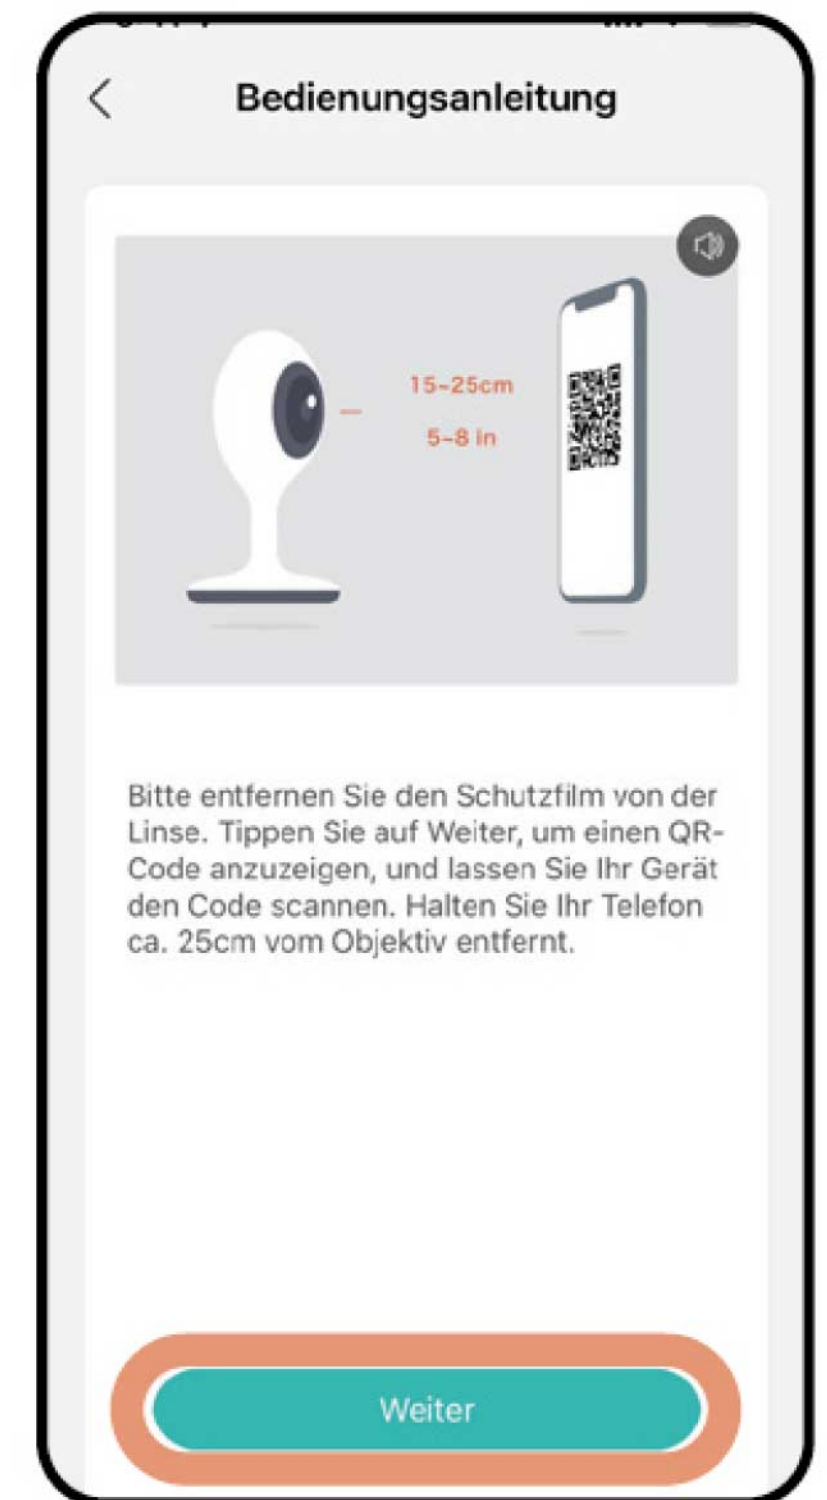 Bedienungsanleitung
15~25cm
5-8 in
Bitte entfernen Sie den Schutzfilm von der
Linse. Tippen Sie auf Weiter, um einen QR-
Code anzuzeigen, und lassen Sie Ihr Gerät
den Code scannen. Halten Sie Ihr Telefon
ca. 25cm vom Objektiv entfernt.
Weiter